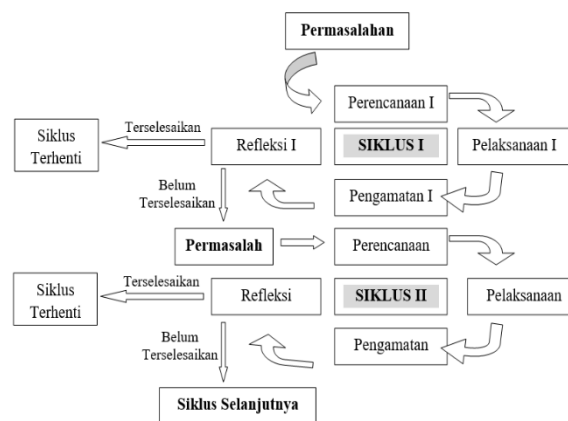 Permasalahan
Perencanaan I
Terselesaikan
Siklus
Terhenti
Refleksi I
SIKLUS I
Pelaksanaan I
Belum
Terselesaikan
Pengamatan I
Permasalah
Perencanaan
Terselesaikan
Siklus
Terhenti
Refleksi
SIKLUS II
Pelaksanaan
Belum
Terselesaikan
Pengamatan
Siklus Selanjutnya